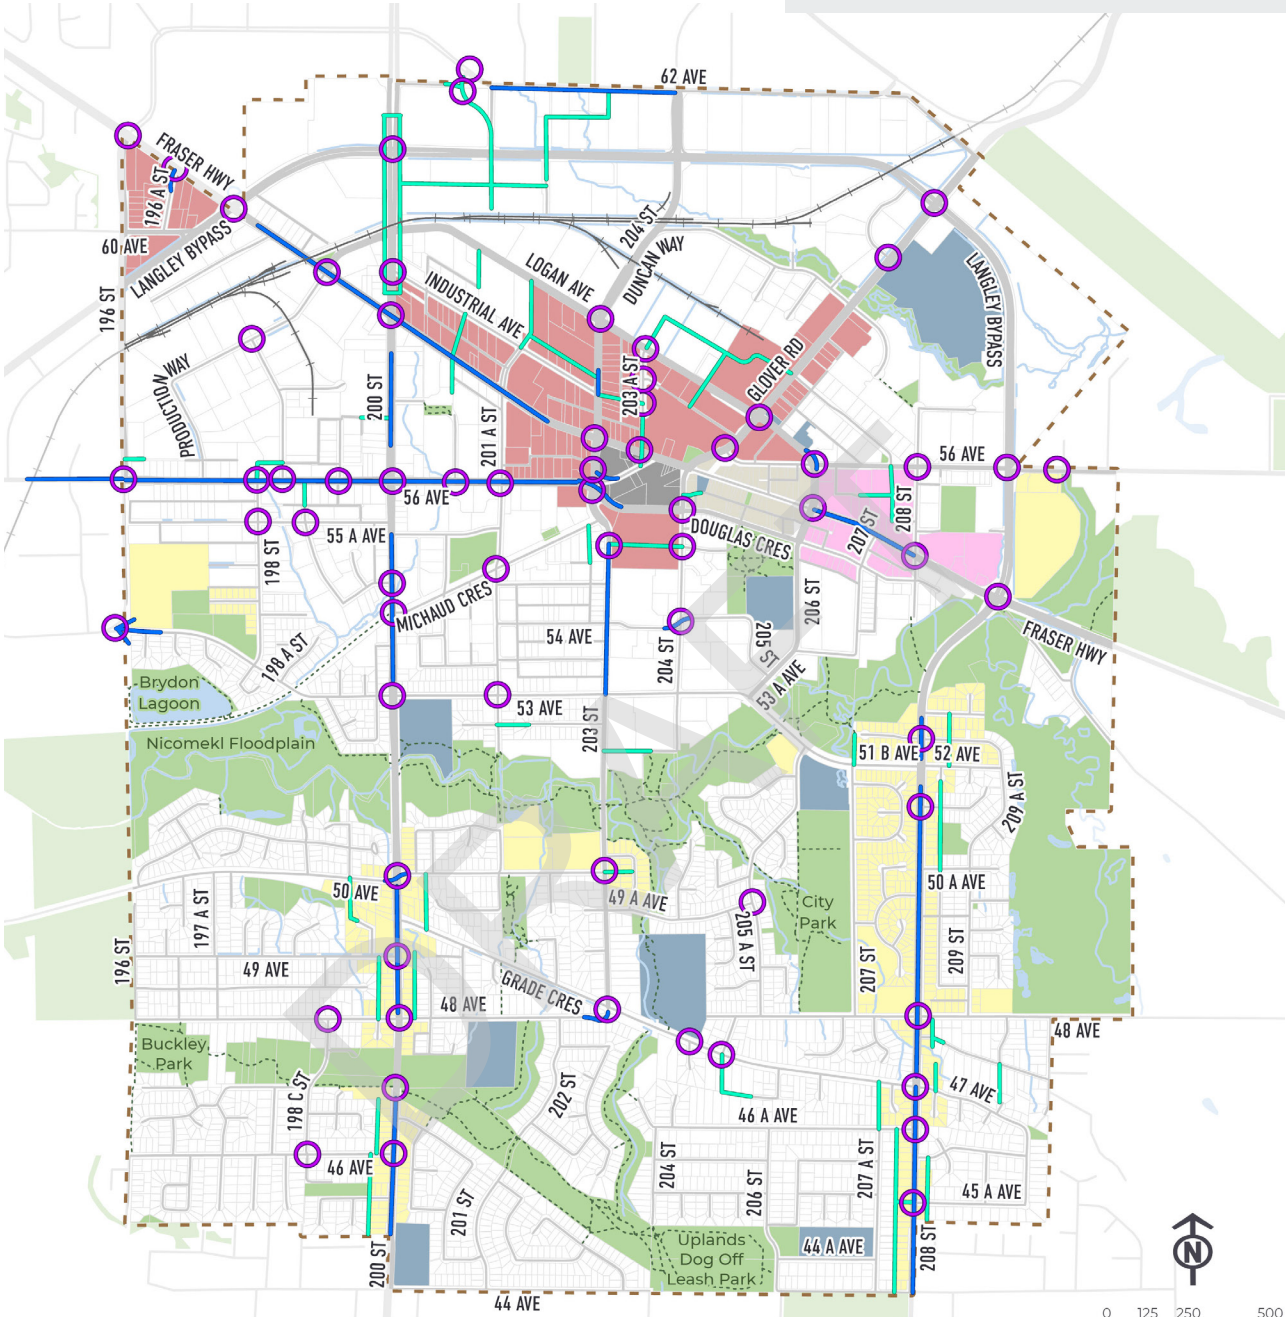 62 AVE
FRASER HWY
196 A ST
60 AVE
LANGLEY BYPASS
204 ST
DUNCAN WAY
LOGAN AVE
INDUSTRIAL AVE
LANGLEY BYPASS
196 ST
PRODUCTION WAY
200 ST
201 A ST
203 A ST
GLOVER RD
56 AVE
56 AVE
208 ST
207 ST
55 A AVE
DOUGLAS CRES
198 ST
MICHAUD CRES
206 ST
54 AVE
204 ST
205 ST
198 A ST
FRASER HWY
53 A AVE
Brydon
Lagoon
53 AVE
203 ST
Nicomekl Floodplain
51 B AVE
52 AVE
209 A ST
50 AVE
50 A AVE
49 A AVE
197 A ST
City
Park
205 A ST
196 ST
49 AVE
207 ST
209 ST
GRADE CRES
48 AVE
48 AVE
Buckley
Park
198 C ST
202 ST
47 AVE
46 A AVE
46 AVE
204 ST
206 ST
207 A ST
45 A AVE
201 ST
200 ST
Uplands
Dog Off
Leash Park
44 A AVE
208 ST
N
44 AVE
0 125 250 500
DRAFT